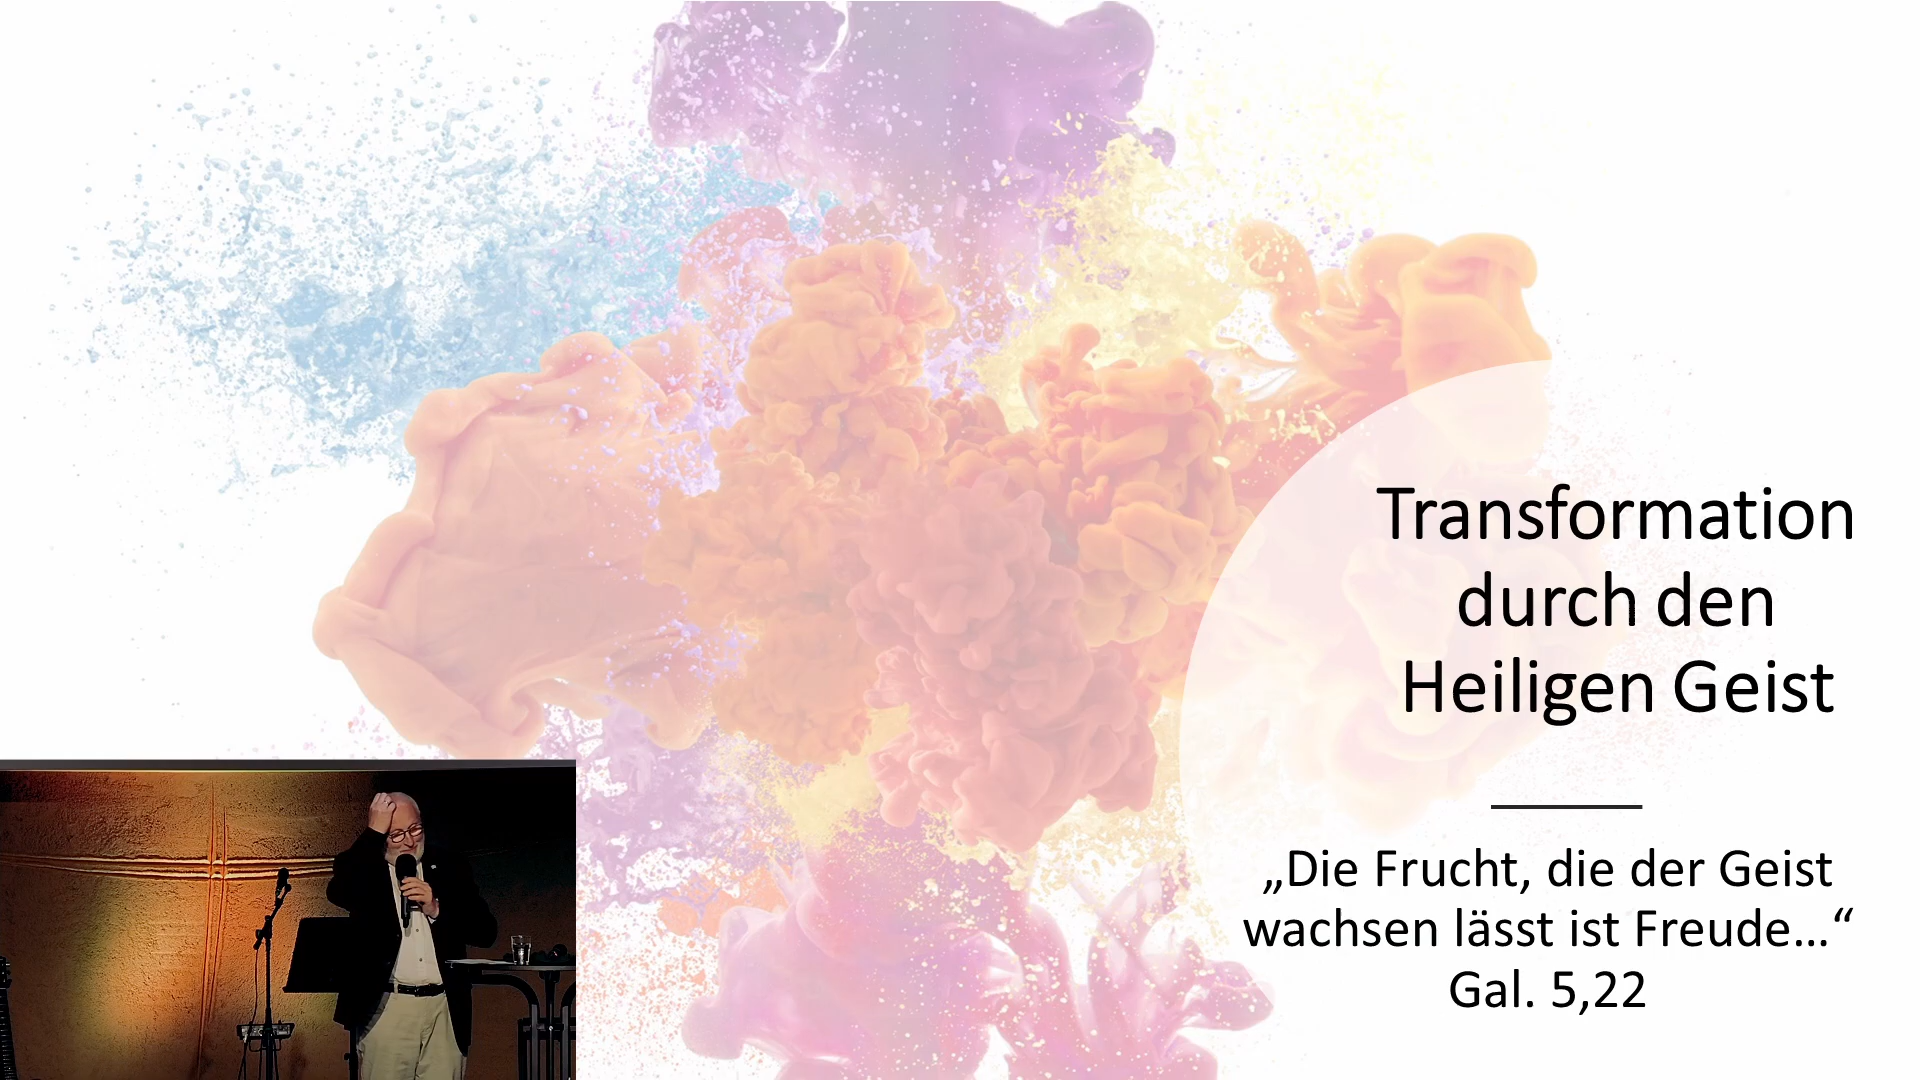 Transformation
durch den
Heiligen Geist
„Die Frucht, die der Geist
wachsen lässt ist Freude…“
Gal. 5,22